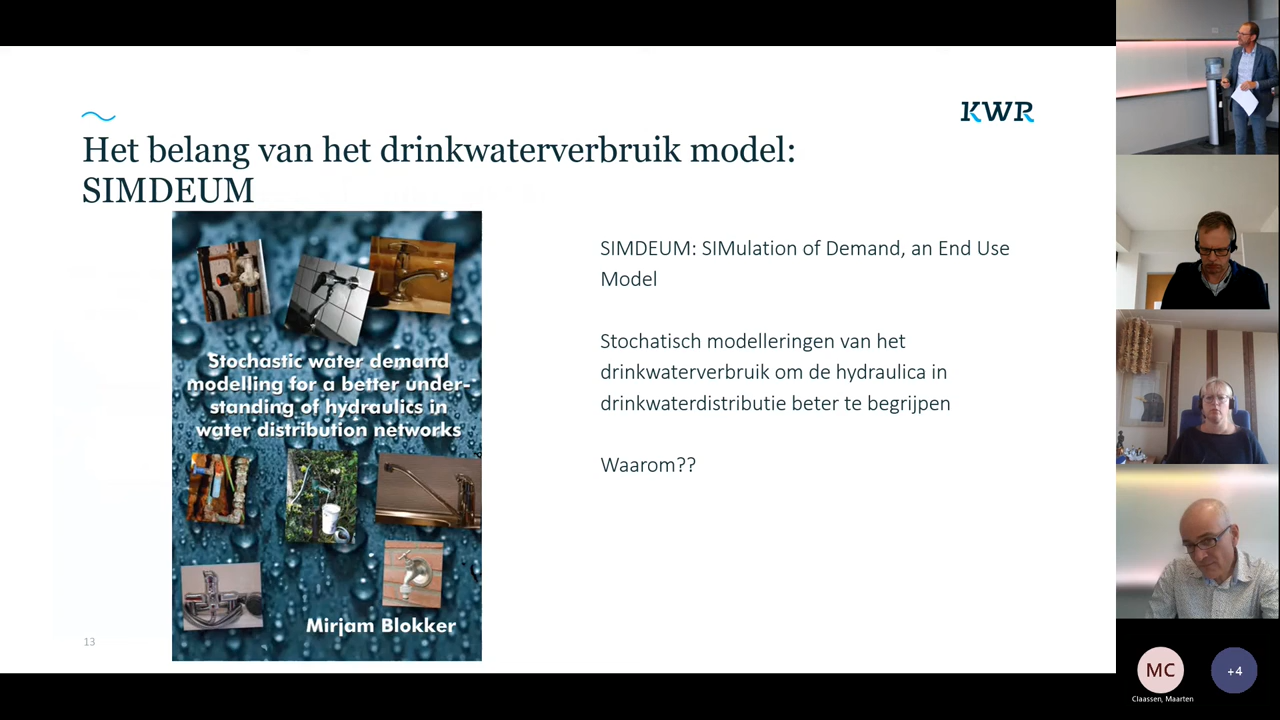 KWR
Het belang van het drinkwaterverbruik model:
SIMDEUM
Stochastic water demand
modelling for a better under-
standing of hydraulics in
water distribution networks
Mirjam Blokker
SIMDEUM: SIMulation of Demand, an End Use
Model
Stochatisch modelleringen van het
drinkwaterverbruik om de hydraulica in
drinkwaterdistributie beter te begrijpen
Waarom??
13
MC
Claassen, Maarten
+4